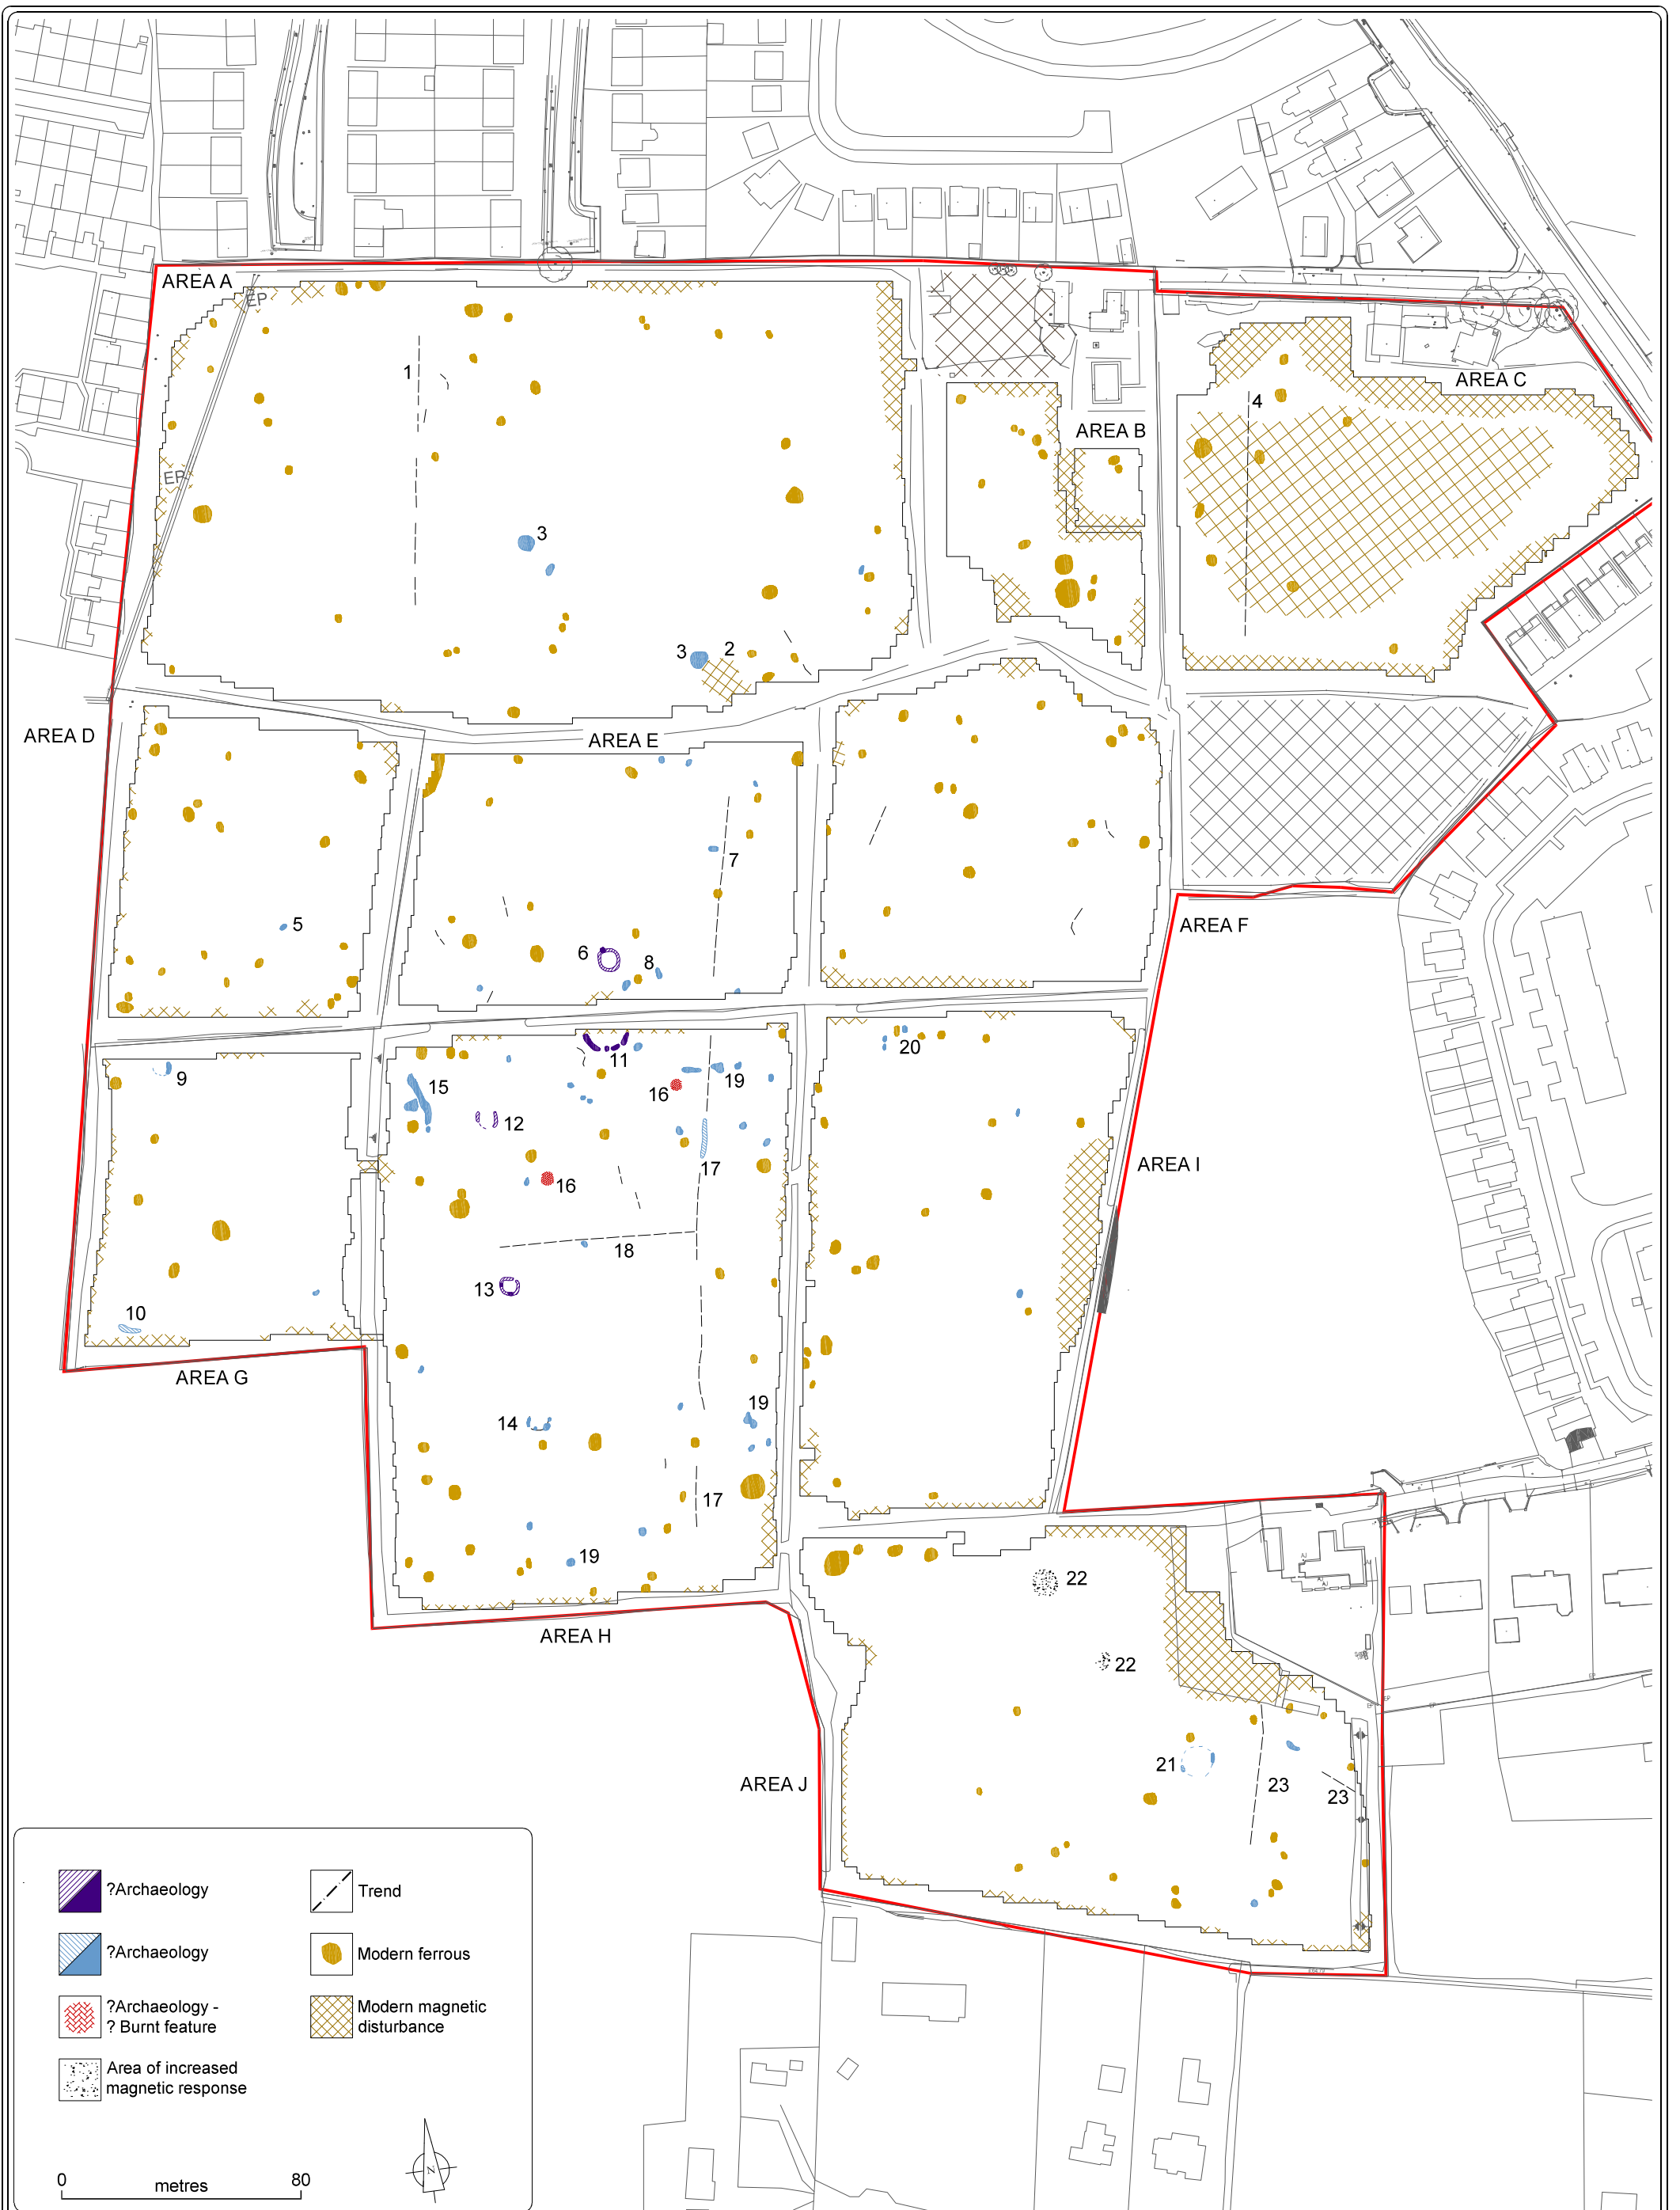 AREA A
EP
1
AREA C
4
AREA B
EP
3
3
2
AREA D
AREA E
7
5
6
8
AREA F
11
20
9
15
16
19
12
17
AREA I
16
18
13
10
AREA G
14
19
17
19
22
AREA H
22
21
AREA J
23
23
?Archaeology
Trend
?Archaeology
Modern ferrous
?Archaeology -
? Burnt feature
Modern magnetic
disturbance
Area of increased
magnetic response
N
0 metres 80